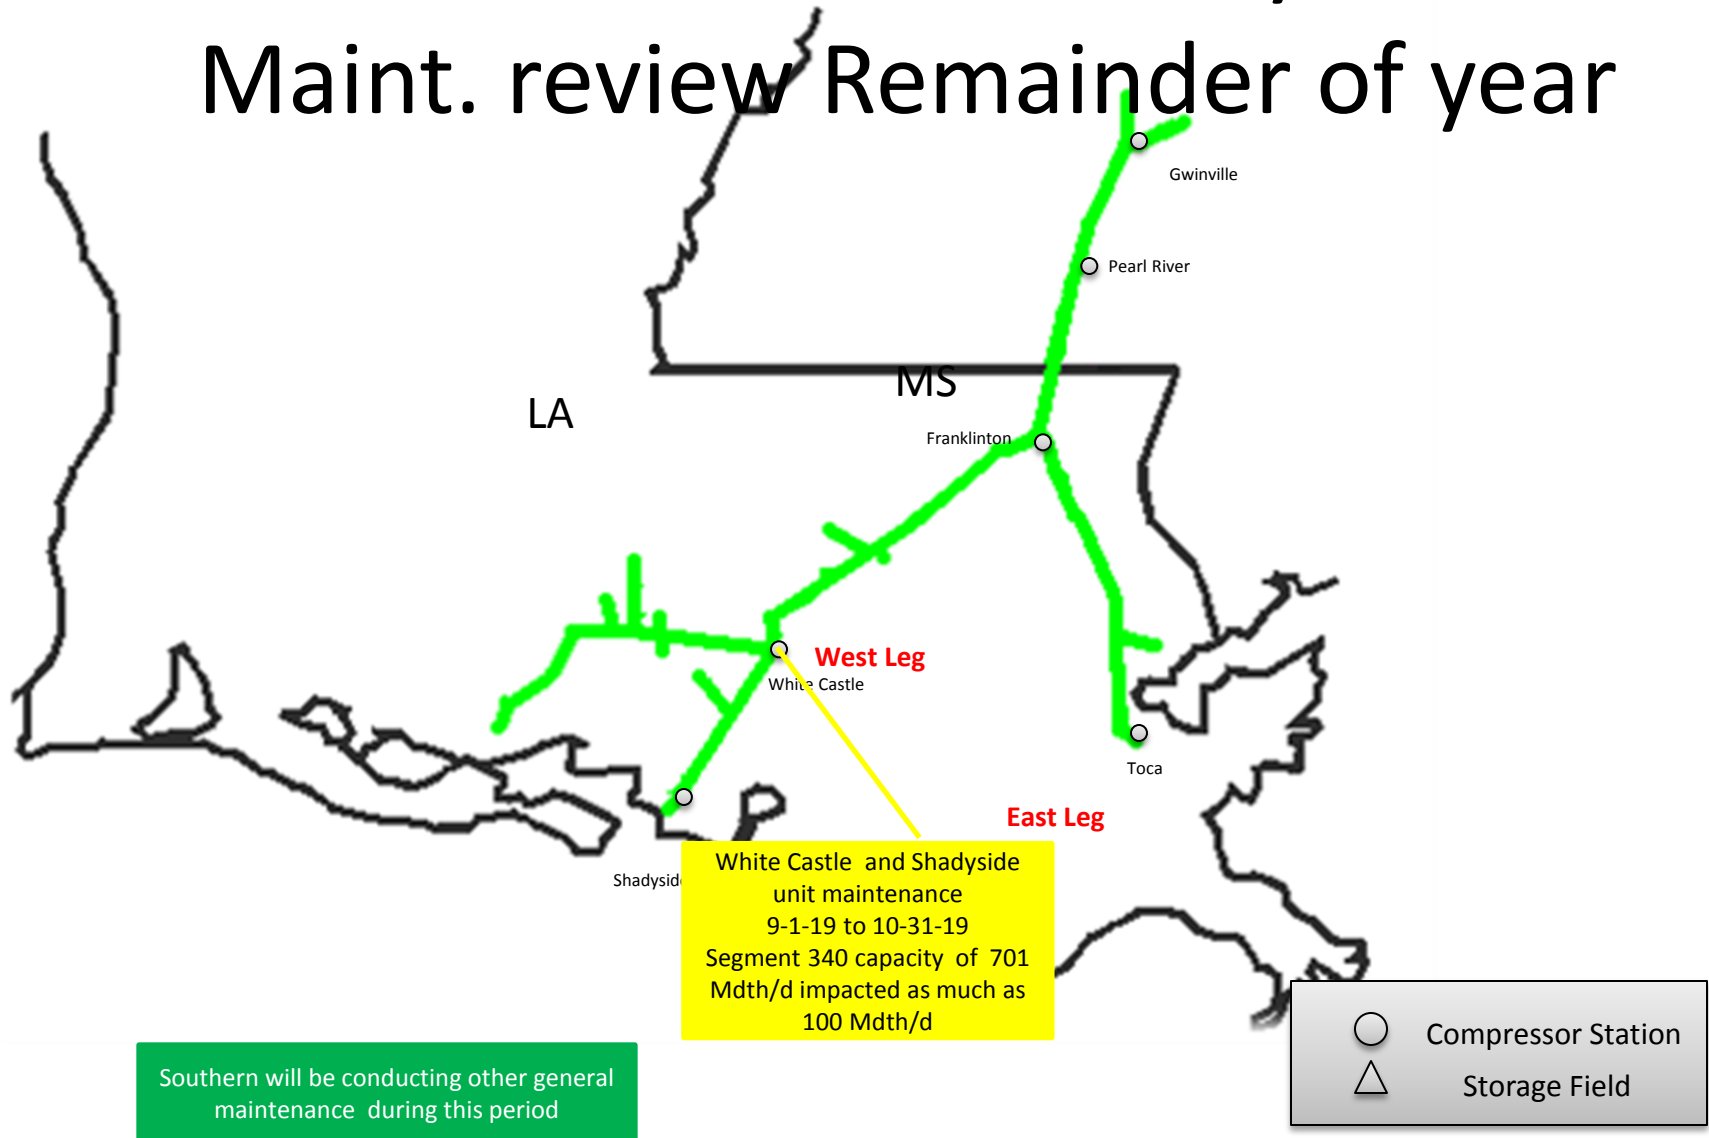 Maint. review Remainder of year
Gwinville
Pearl River
MS
LA
Franklinton
West Leg
White Castle
Toca
East Leg
White Castle and Shadyside
unit maintenance
9-1-19 to 10-31-19
Segment 340 capacity of 701
Mdth/d impacted as much as
100 Mdth/d
Shadysid
Compressor Station
Storage Field
Southern will be conducting other general
maintenance during this period